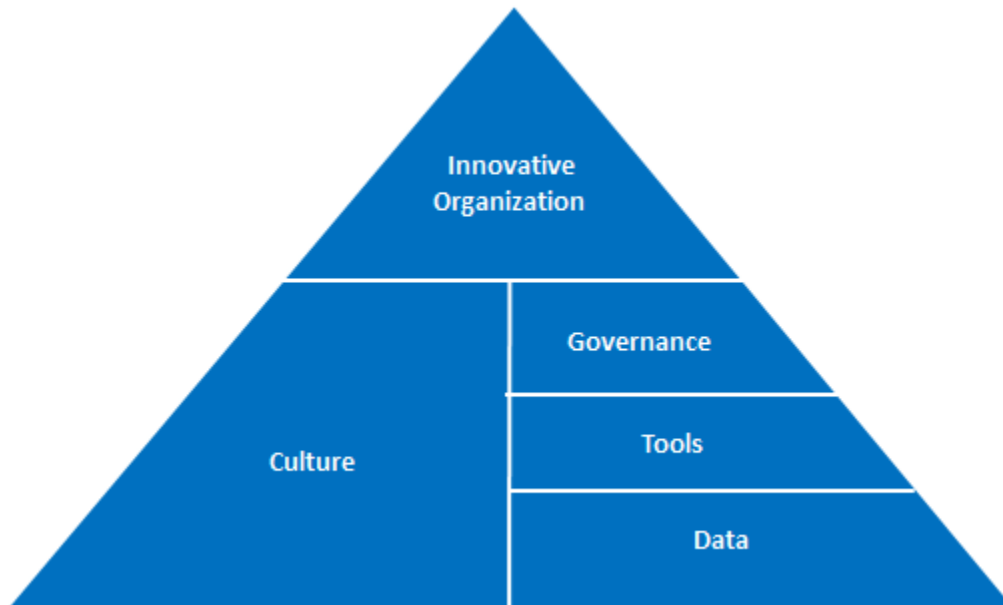 Innovative
Organization
Governance
Tools
Culture
Data